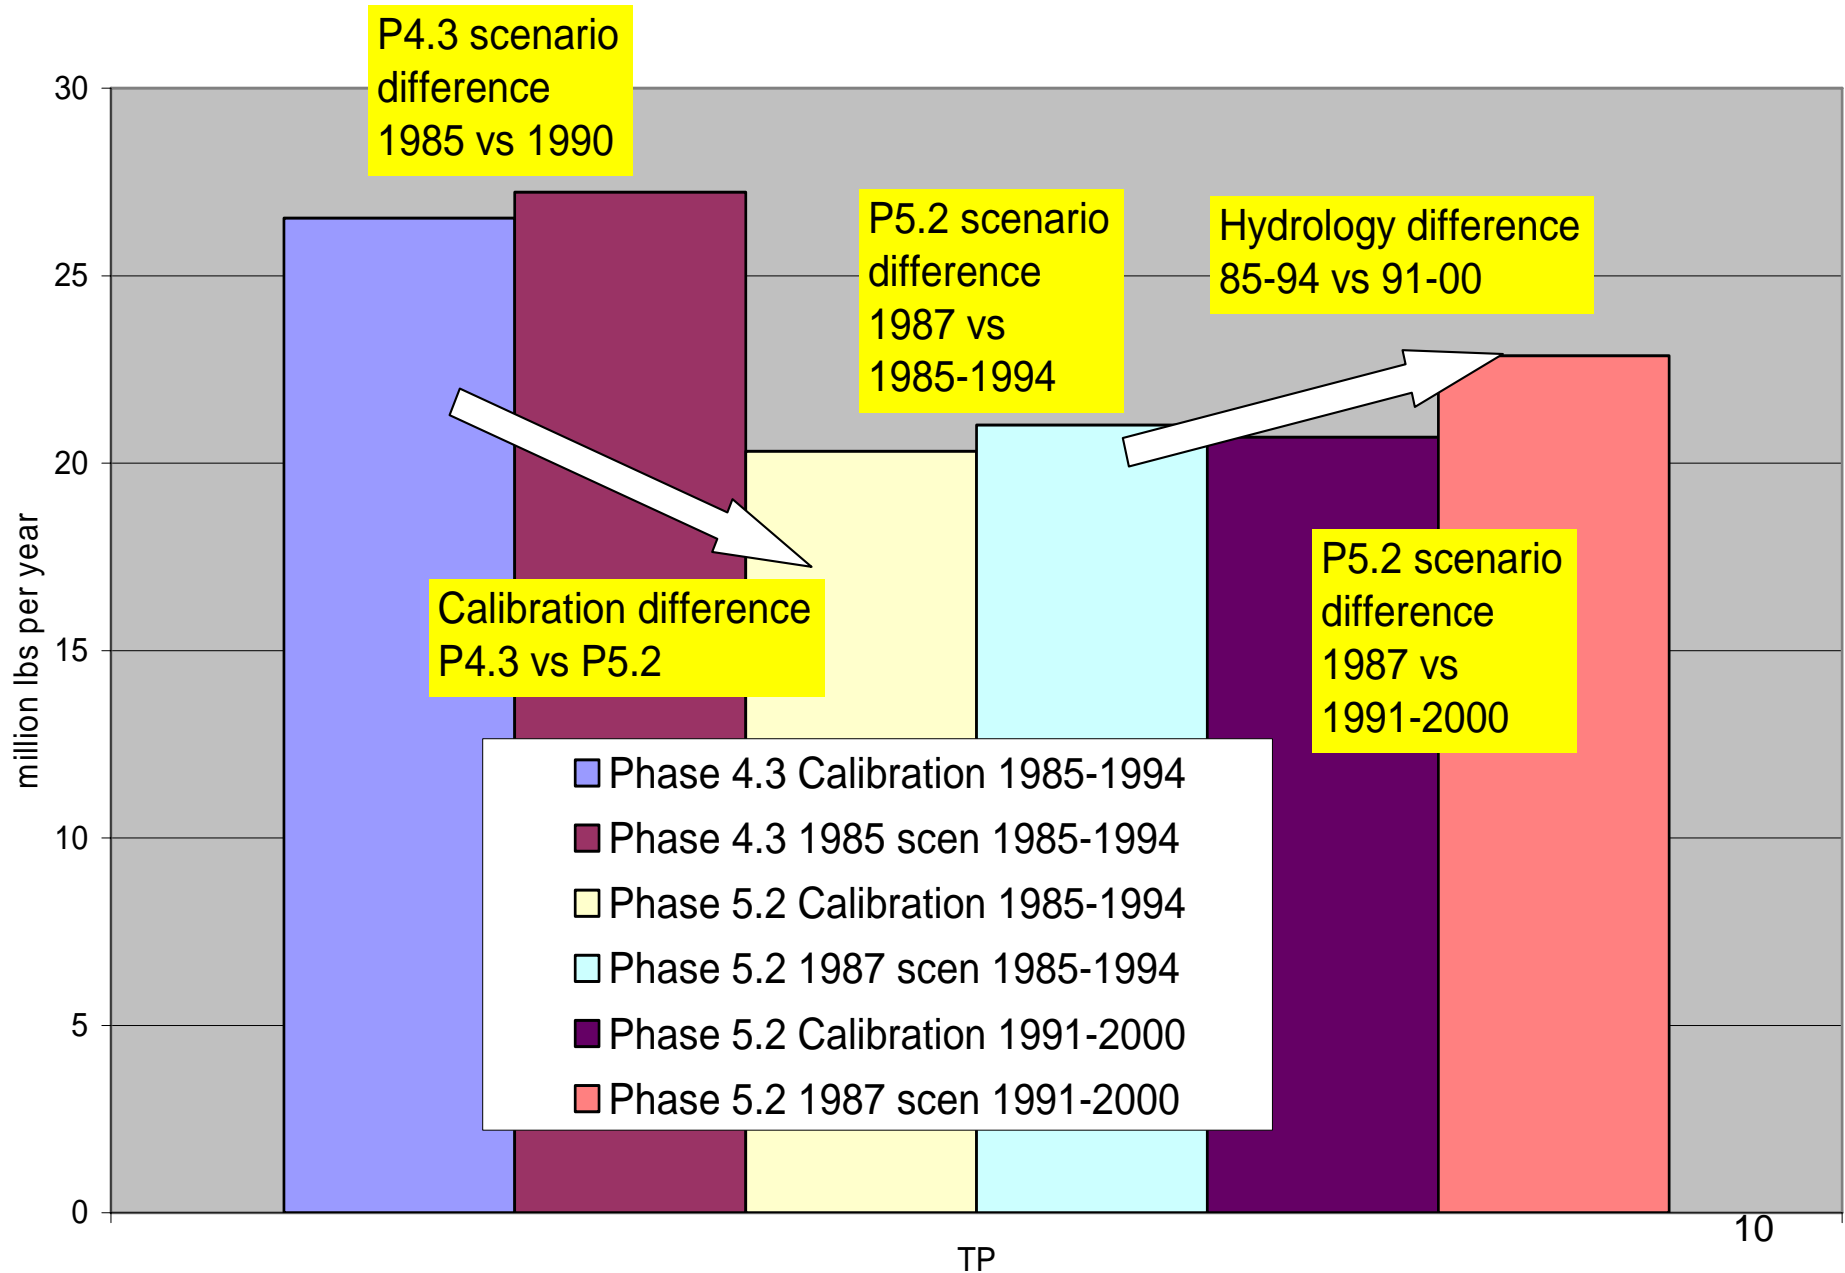 P4.3 scenario
difference
1985 vs 1990
P5.2 scenario
difference
1987 vs
1985-1994
Hydrology difference
85-94 vs 91-00
Calibration difference
P4.3 vs P5.2
P5.2 scenario
difference
1987 vs
1991-2000
30
25
20
15
10
5
0
million lbs per year
Phase 4.3 Calibration 1985-1994
Phase 4.3 1985 scen 1985-1994
Phase 5.2 Calibration 1985-1994
Phase 5.2 1987 scen 1985-1994
Phase 5.2 Calibration 1991-2000
Phase 5.2 1987 scen 1991-2000
TP
10